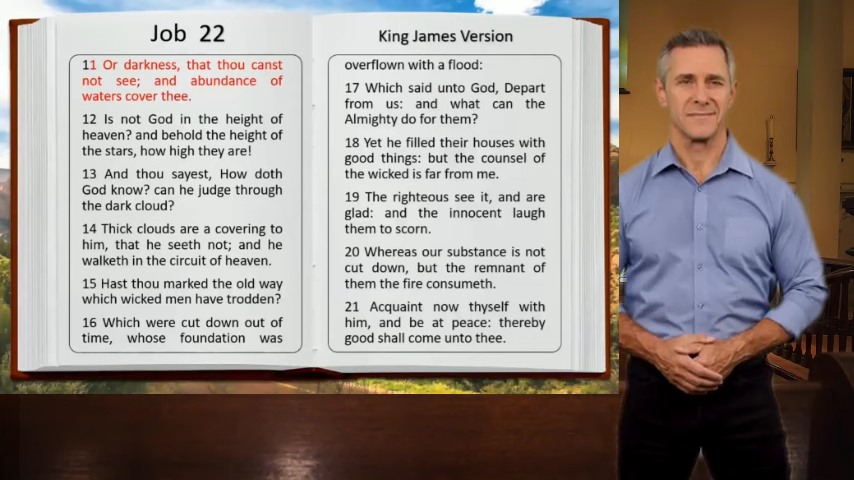 Job 22
11 Or darkness, that thou canst
not see; and abundance of
waters cover thee.
12 Is not God in the height of
heaven? and behold the height of
the stars, how high they are!
13 And thou sayest, How doth
God know? can he judge through
the dark cloud?
14 Thick clouds are a covering to
him, that he seeth not; and he
walketh in the circuit of heaven.
15 Hast thou marked the old way
which wicked men have trodden?
16 Which were cut down out of
time, whose foundation was
King James Version
overflown with a flood:
17 Which said unto God, Depart
from us: and what can the
Almighty do for them?
18 Yet he filled their houses with
good things: but the counsel of
the wicked is far from me.
19 The righteous see it, and are
glad: and the innocent laugh
them to scorn.
20 Whereas our substance is not
cut down, but the remnant of
them the fire consumeth.
21 Acquaint now thyself with
him, and be at peace: thereby
good shall come unto thee.